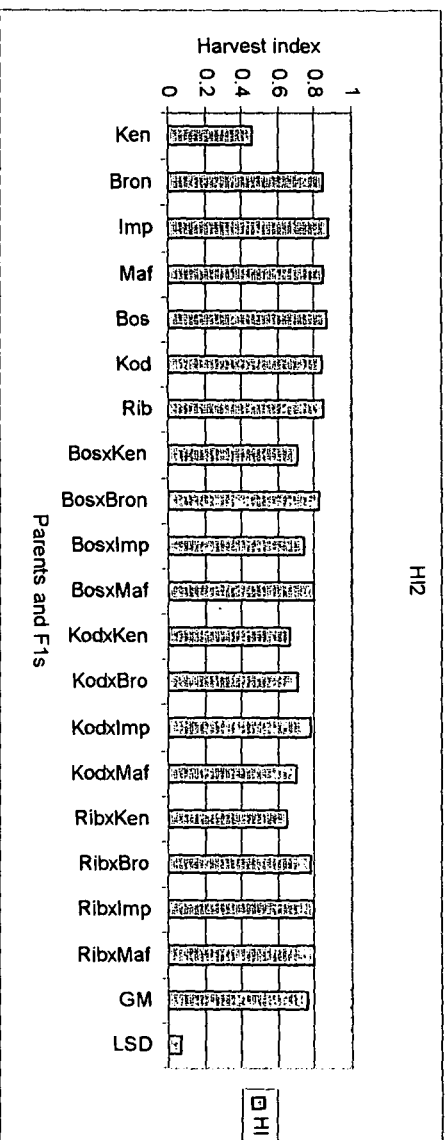 HI2
Harvest index
1
0.8
0.6
0.4
0.2
0
Ken
Bron
Imp
Maf
Bos
Kod
Rib
BosxKen
BosxBron
BosxImp
BosxMaf
KodxKen
KodxBro
KodxImp
KodxMaf
RibxKen
RibxBro
RibxImp
RibxMaf
GM
LSD
Parents and F1s
HI